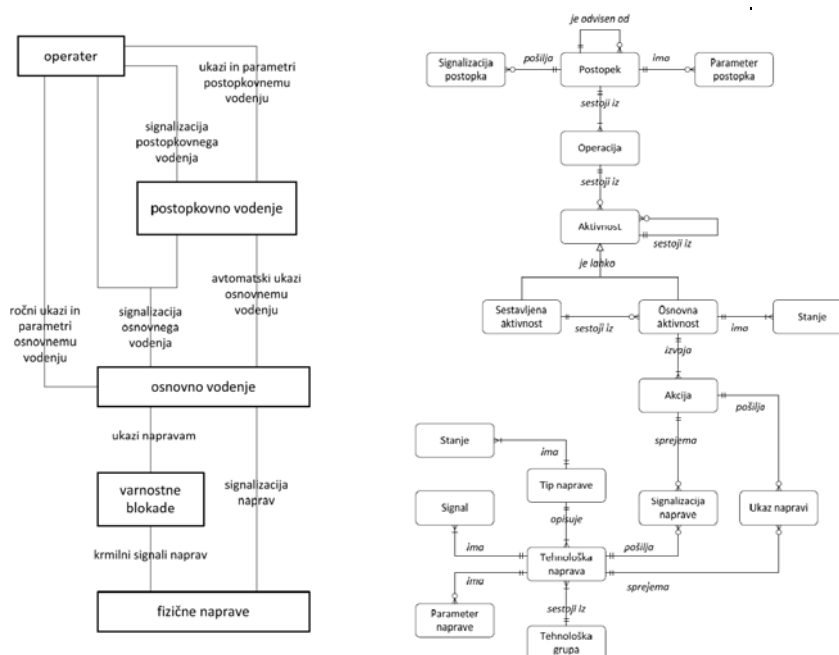 operater
ukazi in parametri
postopkovnemu
vodenju
signalizacija
postopkovnega
vodenja
postopkovno vodenje
ročni ukazi in
parametri
osnovnemu
vodenju
signalizacija
osnovnega
vodenja
avtomatski ukazi
osnovnemu
vodenju
osnovno vodenje
ukazi napravam
varnostne
blokade
signalizacija
naprav
krmilni signali naprav
fizične naprave
je odvisen od
Signalizacija
postopka
pošilja
Postopek
ima
Parameter
postopka
sestoji iz
Operacija
sestoji iz
Aktivnost
sestoji iz
je lahko
Sestavljena
aktivnost
sestoji iz
Osnovna
aktivnost
ima
Stanje
izvaja
Akcija
pošilja
sprejema
Stanje
ima
Tip naprave
Signal
opisuje
Signalizacija
naprave
Ukaz napravi
ima
Tehnološka
naprava
pošilja
ima
sprejema
Parameter
naprave
sestoji iz
Tehnološka
grupa